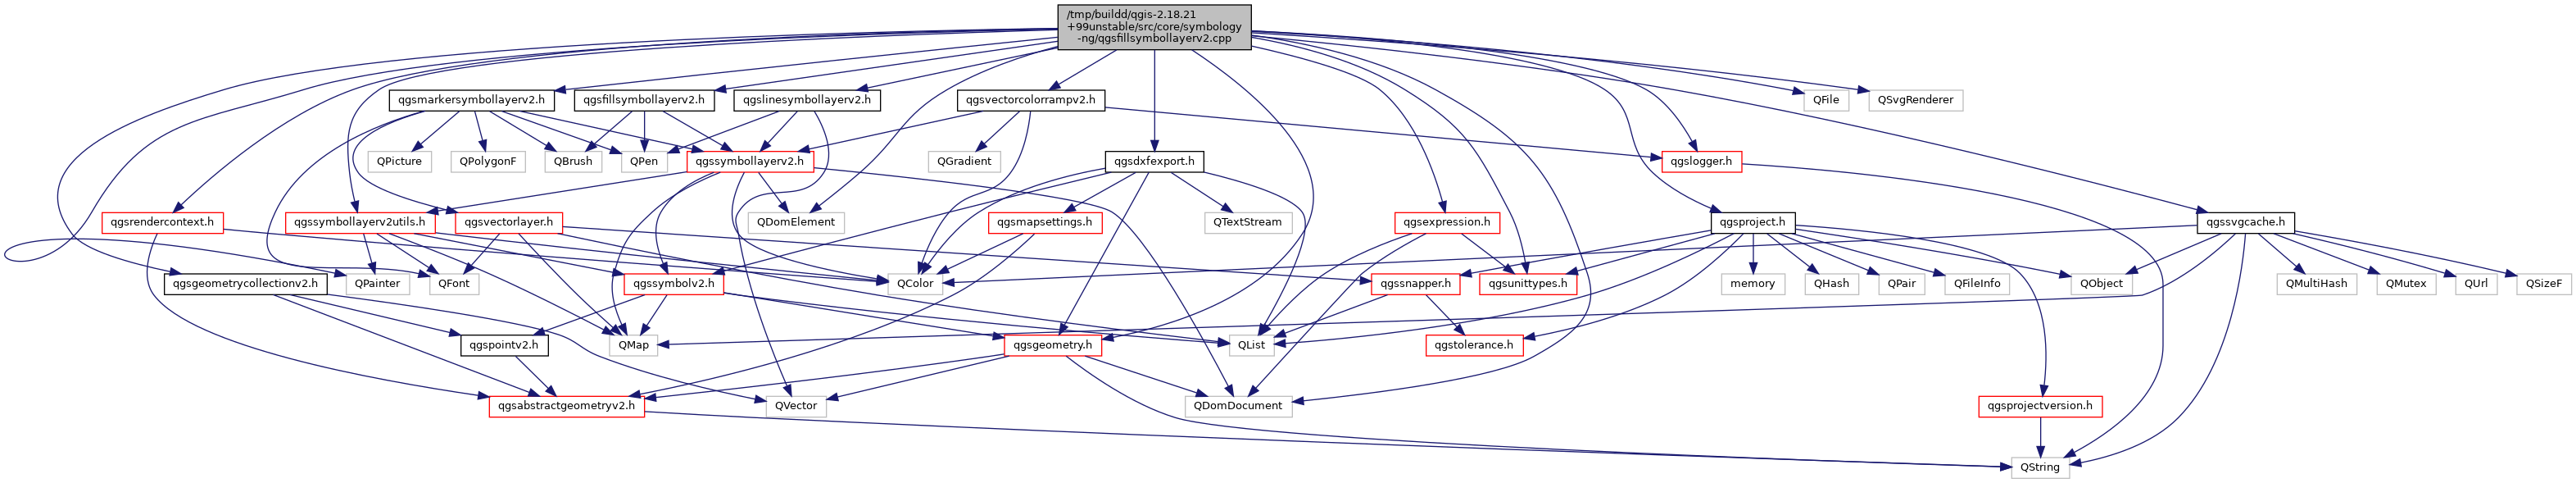 /tmp/buildd/qgis-2.18.21
+99unstable/src/core/symbology
-ng/qgsfillsymbollayerv2.cpp
qgsmarkersymbollayerv2.h
qgsfillsymbollayerv2.h
qgslinesymbollayerv2.h
qgsvectorcolorrampv2.h
QFile
QSvgRenderer
QPicture
QPolygonF
QBrush
QPen
qgssymbollayerv2.h
QGradient
qgsdxfexport.h
qgslogger.h
qgsrendercontext.h
qgssymbollayerv2utils.h
qgsvectorlayer.h
QDomElement
qgsmapsettings.h
QTextStream
qgsexpression.h
qgsproject.h
qgssvgcache.h
qgsgeometrycollectionv2.h
QPainter
QFont
qgssymbolv2.h
QColor
qgssnapper.h
qgsunittypes.h
memory
QHash
QPair
QFileInfo
QObject
QMultiHash
QMutex
QUrl
QSizeF
qgspointv2.h
QMap
qgsgeometry.h
QList
qgstolerance.h
qgsabstractgeometryv2.h
QVector
QDomDocument
qgsprojectversion.h
QString